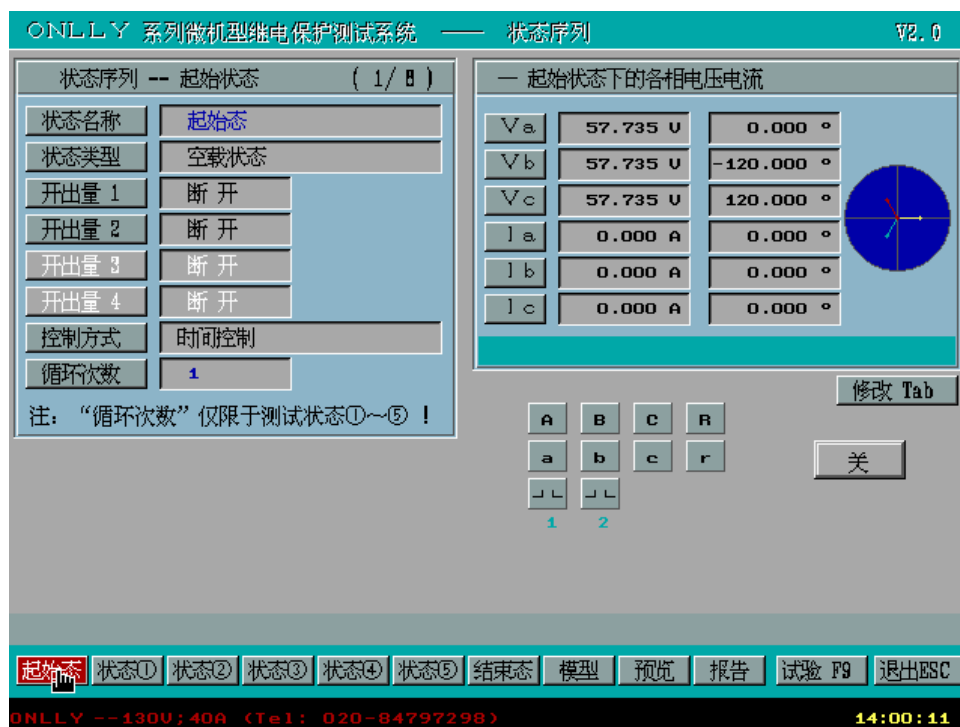 ONLLY 系列微机型继电保护测试系统 —— 状态序列 V2.0
状态序列 -- 起始状态 ( 1/ 8 )
状态名称 起始态
状态类型 空载状态
开出量 1 断 开
开出量 2 断 开
开出量 3 断 开
开出量 4 断 开
控制方式 时间控制
循环次数 1
注: “循环次数”仅限于测试状态①～⑤ !
— 起始状态下的各相电压电流
Va 57.735 V 0.000 °
Vb 57.735 V -120.000 °
Vc 57.735 V 120.000 °
Ia 0.000 A 0.000 °
Ib 0.000 A 0.000 °
Ic 0.000 A 0.000 °
修改 Tab
A B C R
a b c r
关
1 2
起始态 状态① 状态② 状态③ 状态④ 状态⑤ 结束态 模型 预览 报告 试验 F9 退出ESC
ONLLY --130V;40A (Tel: 020-84797298) 14:00:11